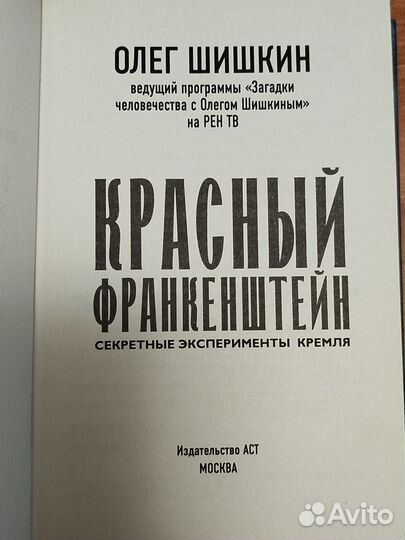 ОЛЕГ ШИШКИН
ведущий программы «Загадки
человечества с Олегом Шишкиным»
на РЕН ТВ
КРАСНЫЙ
ФРАНКЕНШТЕЙН
СЕКРЕТНЫЕ ЭКСПЕРИМЕНТЫ КРЕМЛЯ
Издательство АСТ
МОСКВА
Avito